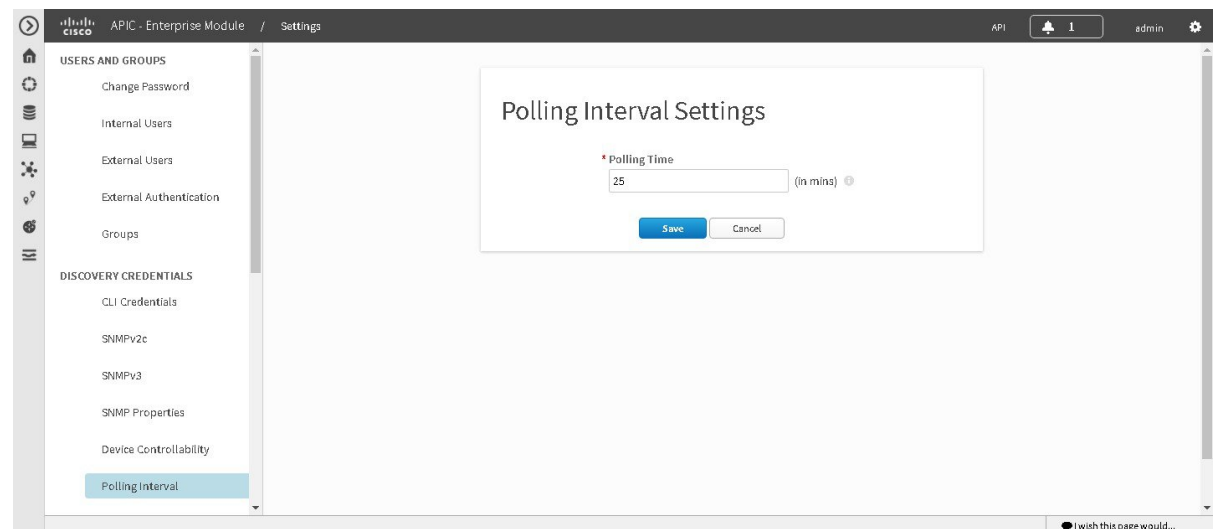 cisco APIC - Enterprise Module / Settings API 1 admin
USERS AND GROUPS
Change Password
Internal Users
External Users
External Authentication
Groups
DISCOVERY CREDENTIALS
CLI Credentials
SNMPv2c
SNMPv3
SNMP Properties
Device Controllability
Polling Interval
Polling Interval Settings
* Polling Time
25 (in mins)
Save Cancel
I wish this page would...